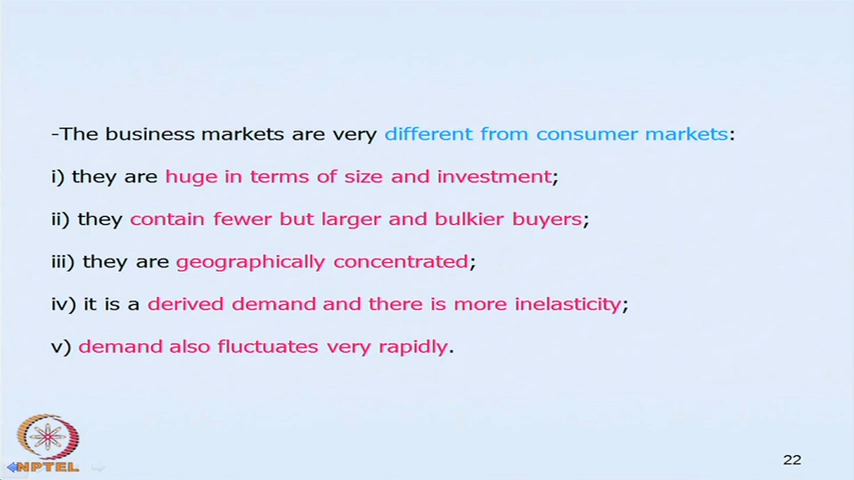 -The business markets are very different from consumer markets:
i) they are huge in terms of size and investment;
ii) they contain fewer but larger and bulkier buyers;
iii) they are geographically concentrated;
iv) it is a derived demand and there is more inelasticity;
v) demand also fluctuates very rapidly.
NPTEL
22